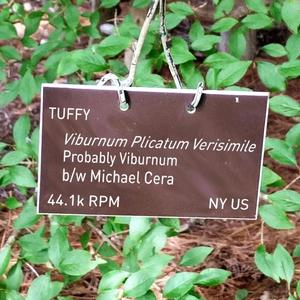 TUFFY
Viburnum Plicatum Verisimile
Probably Viburnum
b/w Michael Cera
44.1k RPM NY US